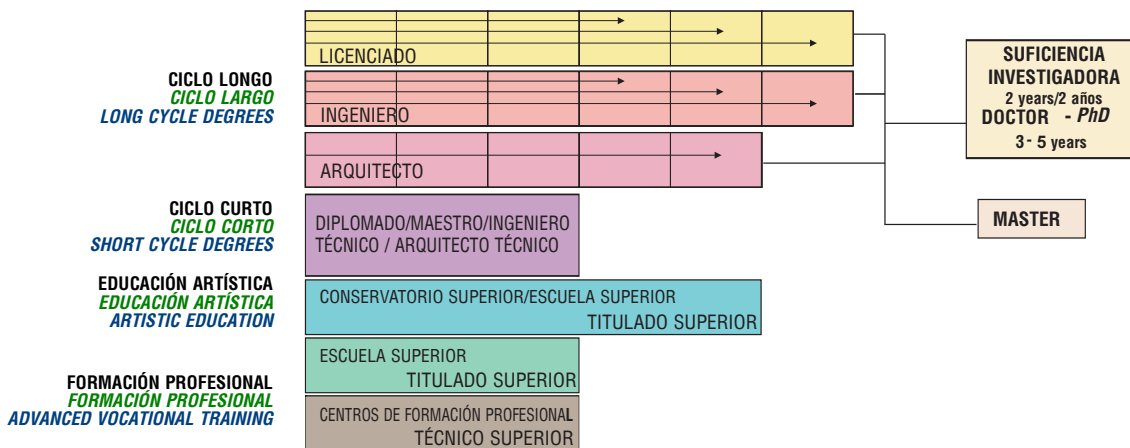 LICENCIADO
CICLO LONGO
CICLO LARGO
LONG CYCLE DEGREES
INGENIERO
ARQUITECTO
SUFICIENCIA
INVESTIGADORA
2 years/2 años
DOCTOR - PhD
3 - 5 years
MASTER
CICLO CURTO
CICLO CORTO
SHORT CYCLE DEGREES
DIPLOMADO/MAESTRO/INGENIERO
TÉCNICO / ARQUITECTO TÉCNICO
EDUCACIÓN ARTÍSTICA
EDUCACIÓN ARTÍSTICA
ARTISTIC EDUCATION
CONSERVATORIO SUPERIOR/ESCUELA SUPERIOR
TITULADO SUPERIOR
ESCUELA SUPERIOR
TITULADO SUPERIOR
FORMACIÓN PROFESIONAL
FORMACIÓN PROFESIONAL
ADVANCED VOCATIONAL TRAINING
CENTROS DE FORMACIÓN PROFESIONAL
TÉCNICO SUPERIOR